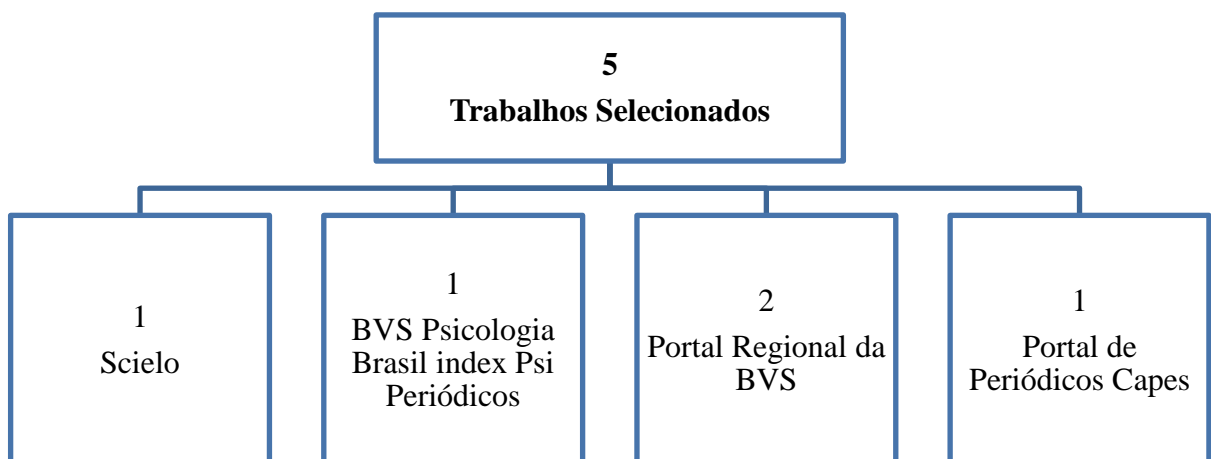 5
Trabalhos Selecionados
1
Scielo
1
BVS Psicologia
Brasil index Psi
Periódicos
2
Portal Regional da
BVS
1
Portal de
Periódicos Capes